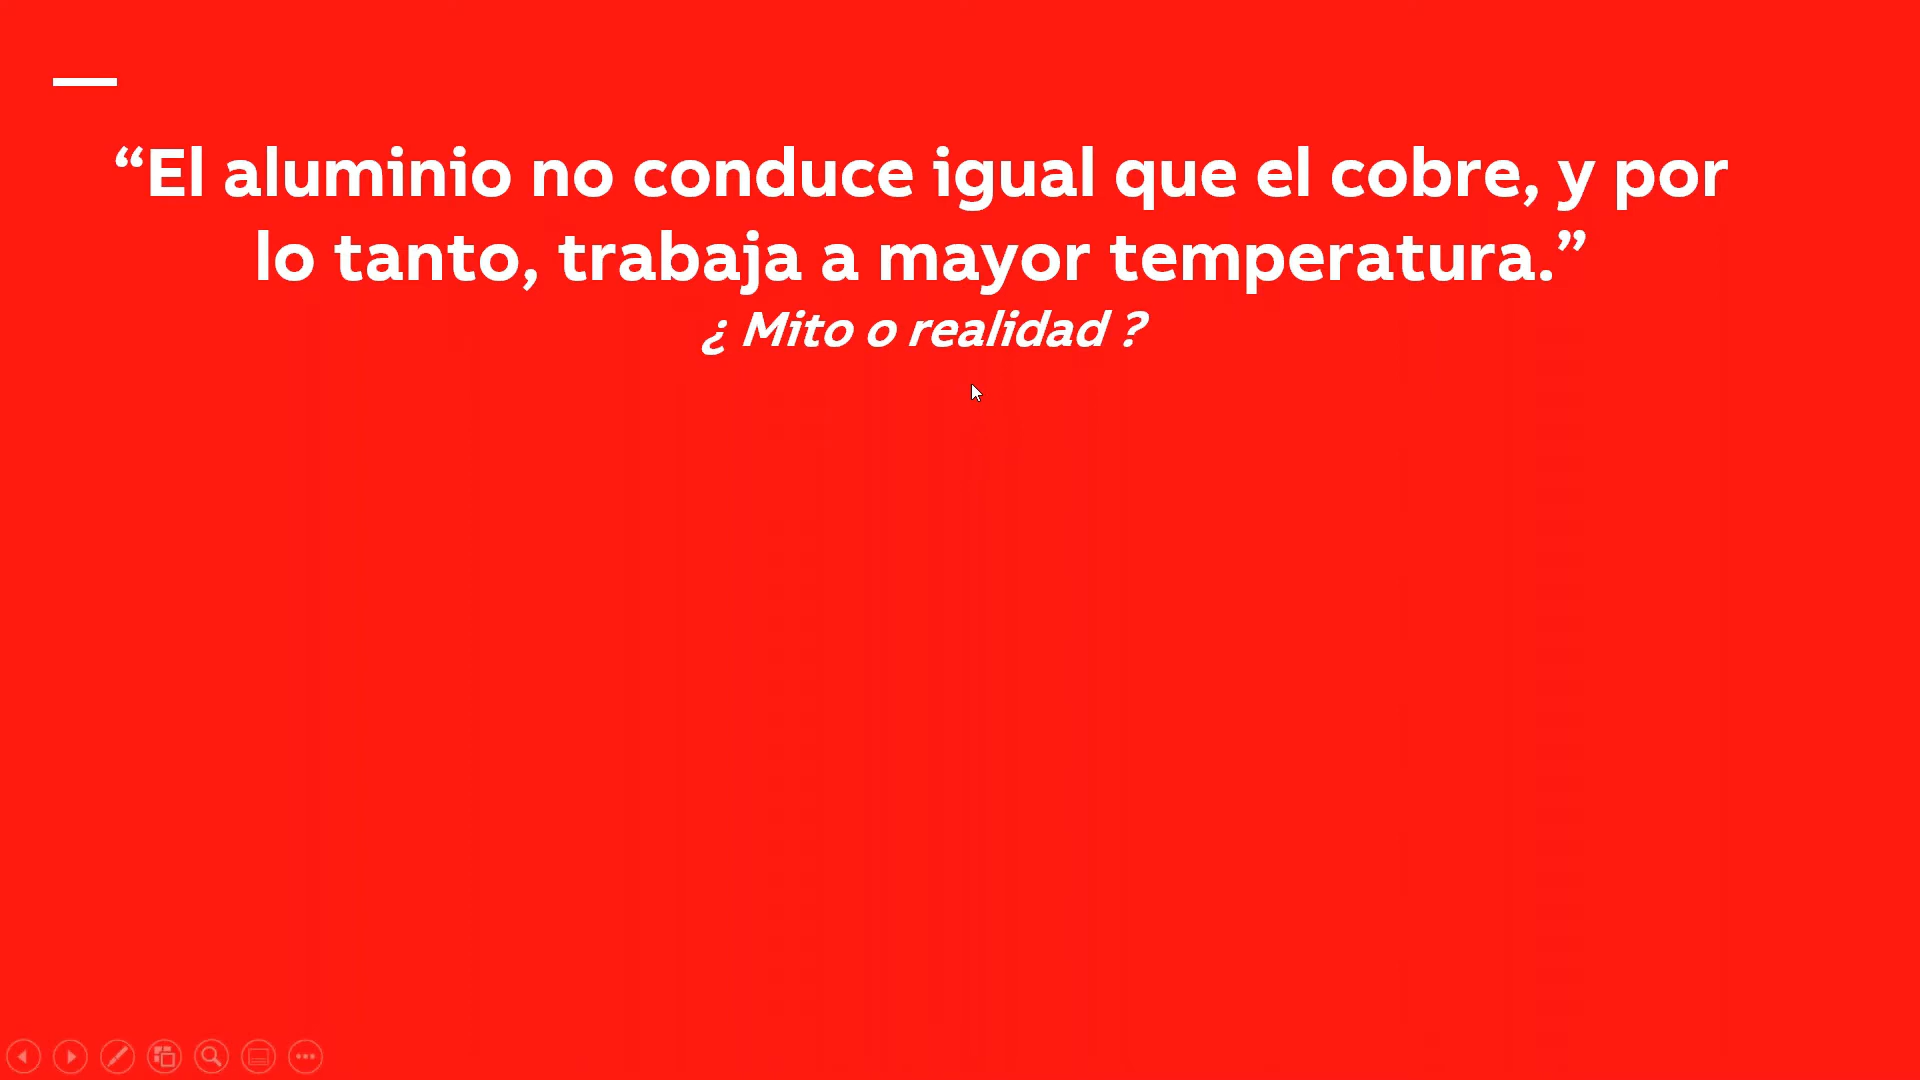 “El aluminio no conduce igual que el cobre, y por
lo tanto, trabaja a mayor temperatura.”
¿ Mito o realidad ?